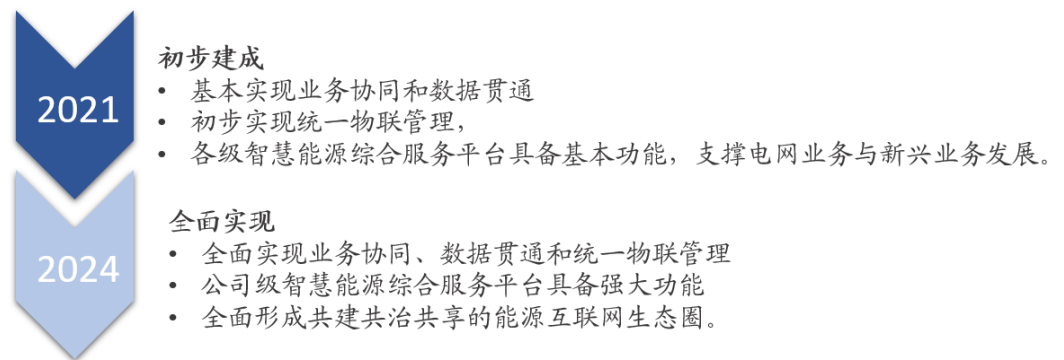 2021
初步建成
• 基本实现业务协同和数据贯通
• 初步实现统一物联管理，
• 各级智慧能源综合服务平台具备基本功能，支撑电网业务与新兴业务发展。
2024
全面实现
• 全面实现业务协同、数据贯通和统一物联管理
• 公司级智慧能源综合服务平台具备强大功能
• 全面形成共建共治共享的能源互联网生态圈。